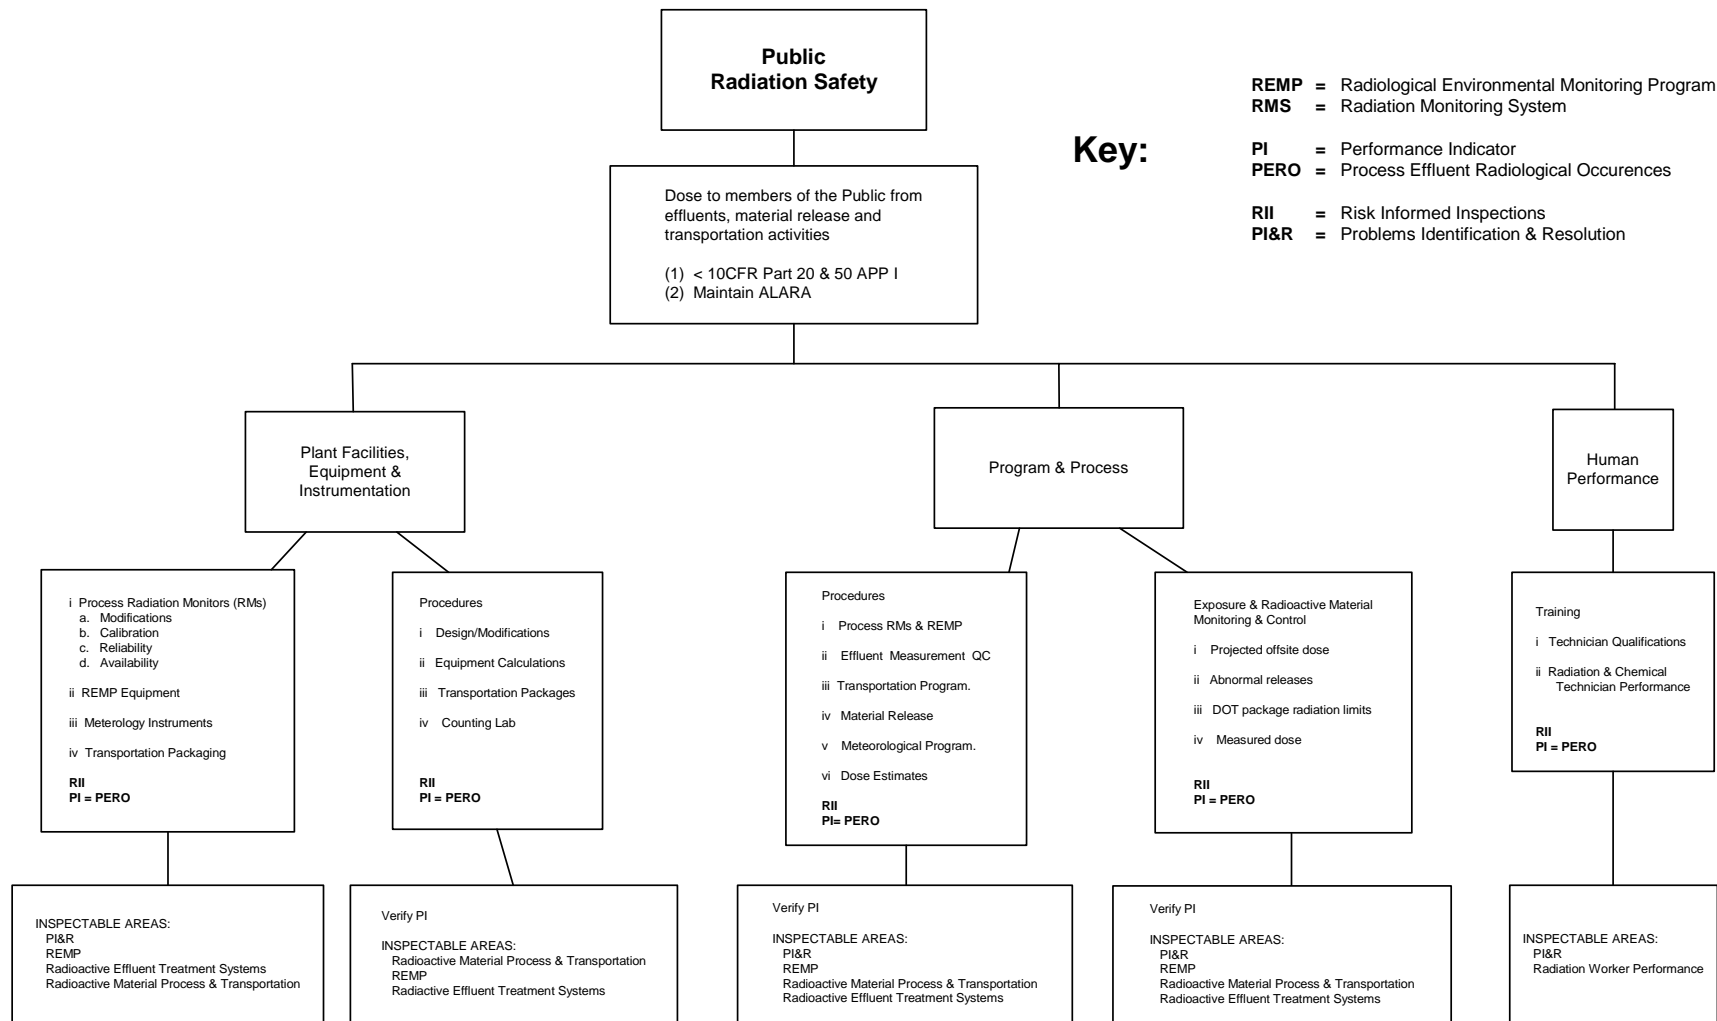 Public
Radiation Safety
Key:
REMP = Radiological Environmental Monitoring Program
RMS = Radiation Monitoring System
PI = Performance Indicator
PERO = Process Effluent Radiological Occurences
RII = Risk Informed Inspections
PI&R = Problems Identification & Resolution
Dose to members of the Public from
effluents, material release and
transportation activities
(1) < 10CFR Part 20 & 50 APP I
(2) Maintain ALARA
Plant Facilities,
Equipment &
Instrumentation
Program & Process
Human
Performance
i Process Radiation Monitors (RMs)
a. Modifications
b. Calibration
c. Reliability
d. Availability
ii REMP Equipment
iii Meterology Instruments
iv Transportation Packaging
RII
PI = PERO
Procedures
i Design/Modifications
ii Equipment Calculations
iii Transportation Packages
iv Counting Lab
RII
PI = PERO
Procedures
i Process RMs & REMP
ii Effluent Measurement QC
iii Transportation Program.
iv Material Release
v Meteorological Program.
vi Dose Estimates
RII
PI= PERO
Exposure & Radioactive Material
Monitoring & Control
i Projected offsite dose
ii Abnormal releases
iii DOT package radiation limits
iv Measured dose
RII
PI = PERO
Training
i Technician Qualifications
ii Radiation & Chemical
Technician Performance
RII
PI = PERO
INSPECTABLE AREAS:
PI&R
REMP
Radioactive Effluent Treatment Systems
Radioactive Material Process & Transportation
Verify PI
INSPECTABLE AREAS:
Radioactive Material Process & Transportation
REMP
Radiactive Effluent Treatment Systems
Verify PI
INSPECTABLE AREAS:
PI&R
REMP
Radioactive Material Process & Transportation
Radioactive Effluent Treatment Systems
Verify PI
INSPECTABLE AREAS:
PI&R
REMP
Radioactive Material Process & Transportation
Radioactive Effluent Treatment Systems
INSPECTABLE AREAS:
PI&R
Radiation Worker Performance